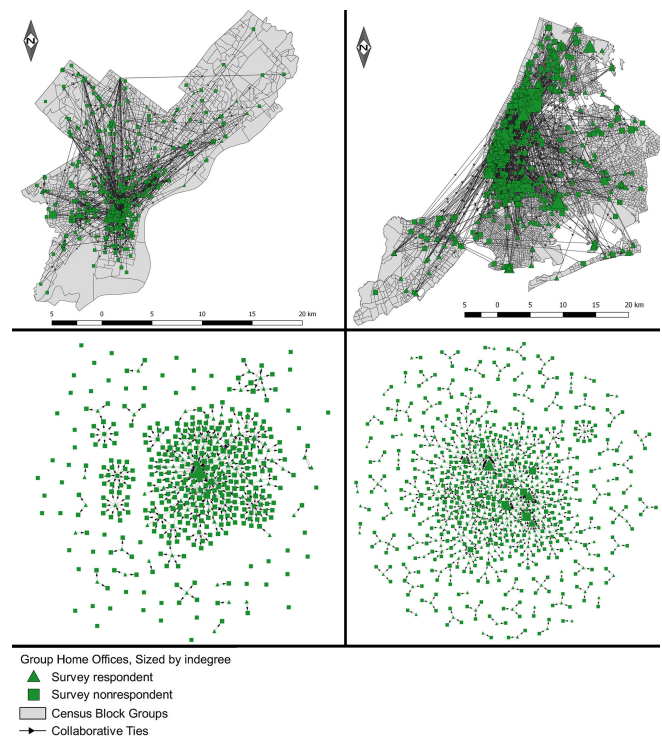 N
N
5 0 5 10 15 20 km
5 0 5 10 15 20 km
Group Home Offices, Sized by indegree
Survey respondent
Survey nonrespondent
Census Block Groups
Collaborative Ties